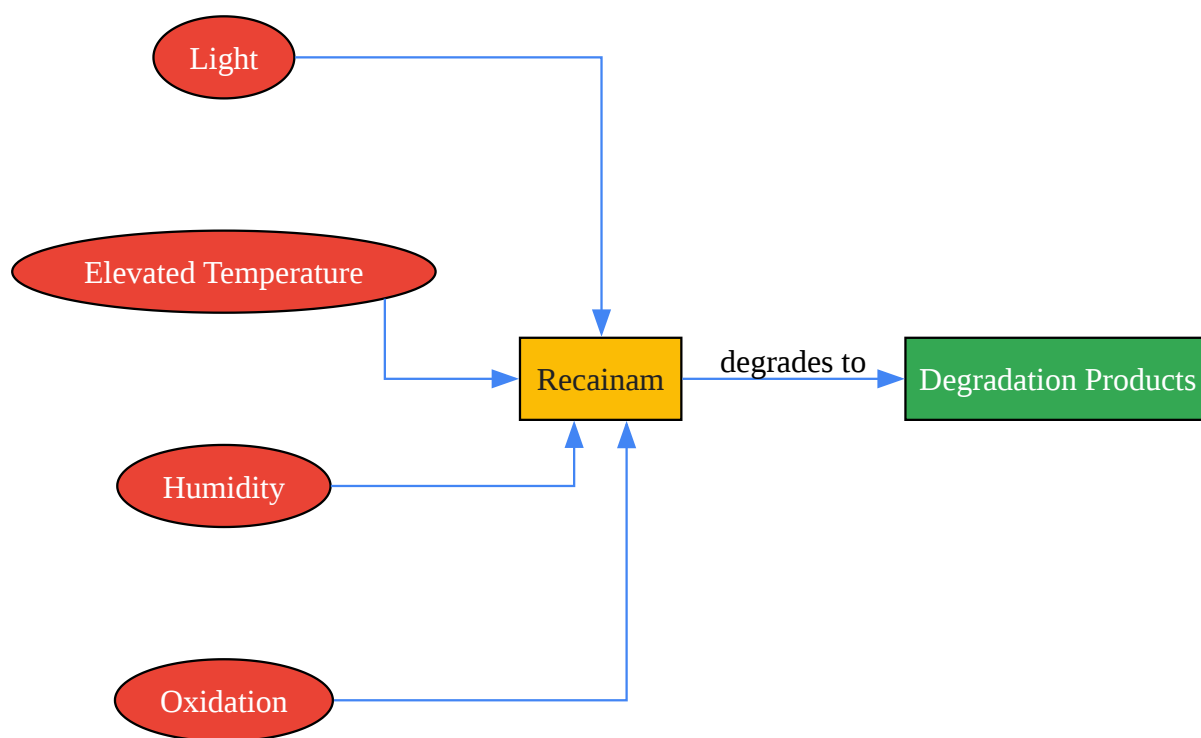 Light
Elevated Temperature
Recainam
degrades to
Degradation Products
Humidity
Oxidation